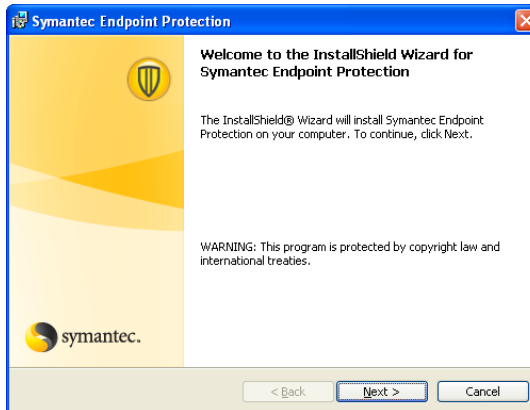 Symantec Endpoint Protection
Welcome to the InstallShield Wizard for
Symantec Endpoint Protection
The InstallShield® Wizard will install Symantec Endpoint
Protection on your computer. To continue, click Next.
WARNING: This program is protected by copyright law and
international treaties.
symantec.
< Back
Next >
Cancel